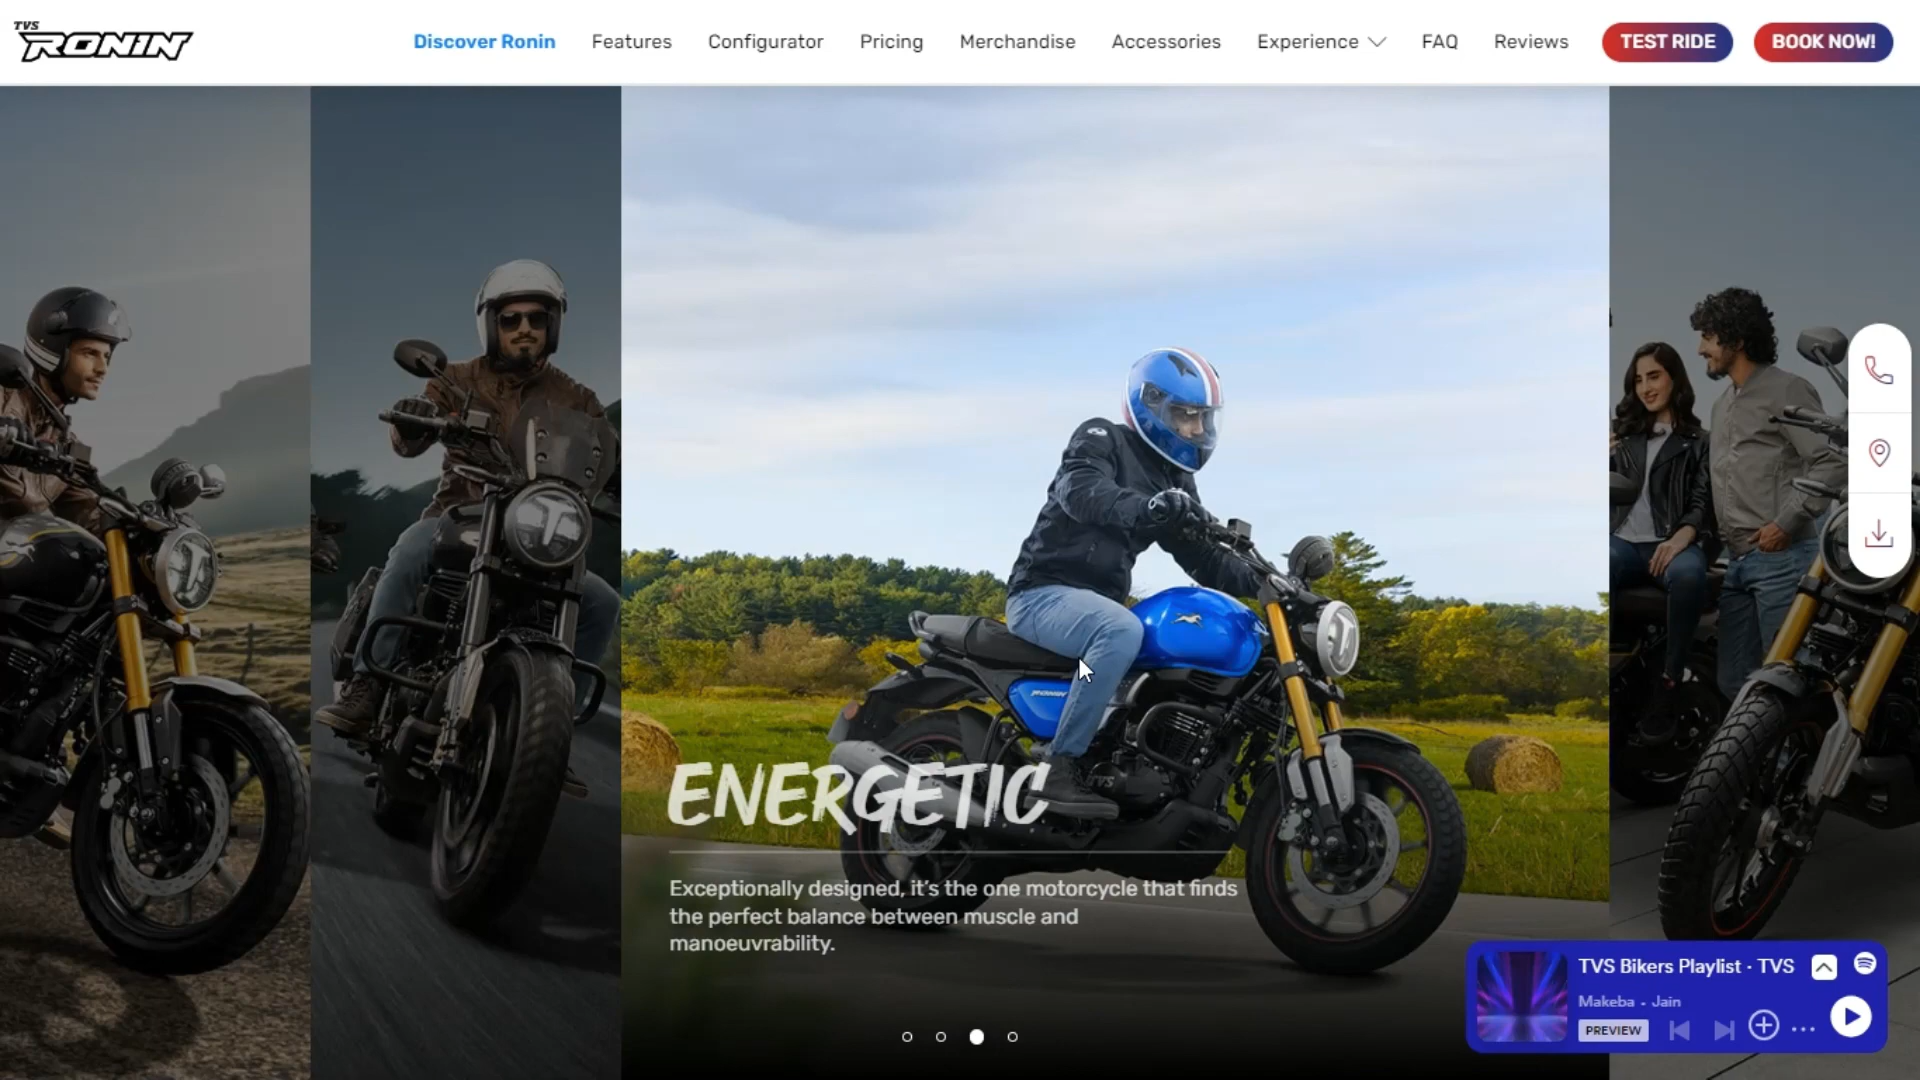 TVS
RONIN
Discover Ronin
Features
Configurator
Pricing
Merchandise
Accessories
Experience
FAQ
Reviews
TEST RIDE
BOOK NOW!
RONIN
TVS
ENERGETIC
Exceptionally designed, it's the one motorcycle that finds
the perfect balance between muscle and
manoeuvrability.
TVS Bikers Playlist · TVS
Makeba - Jain
PREVIEW